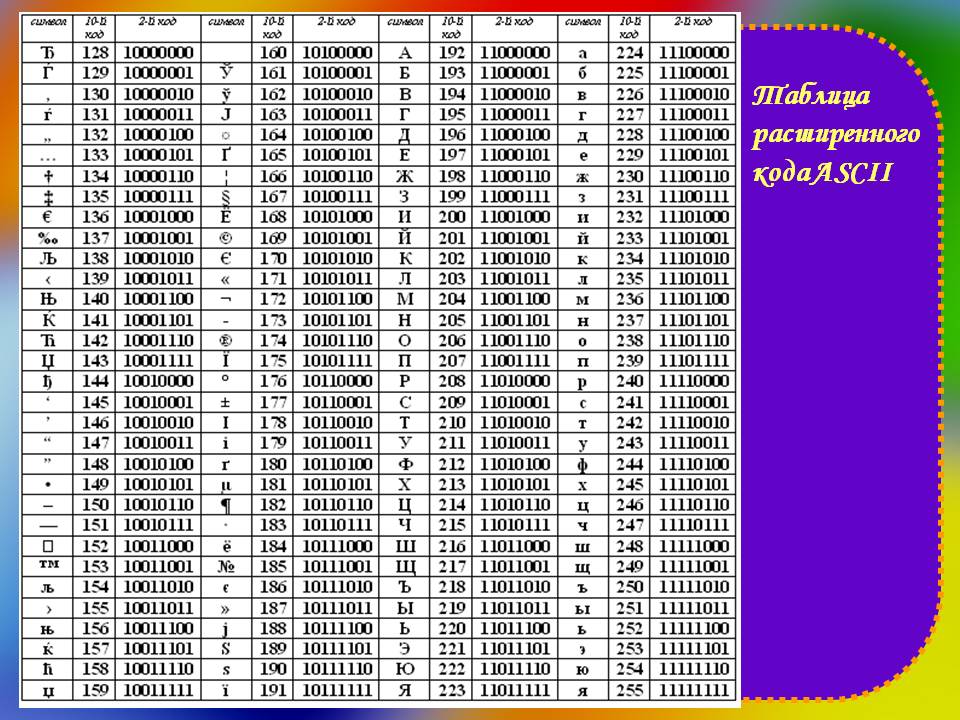 символ 10-й код 2-й код символ 10-й код 2-й код символ 10-й код 2-й код символ 10-й код 2-й код
Ђ 128 10000000 160 10100000 А 192 11000000 а 224 11100000
Ѓ 129 10000001 Ў 161 10100001 Б 193 11000001 б 225 11100001
‚ 130 10000010 ў 162 10100010 В 194 11000010 в 226 11100010
ѓ 131 10000011 Ј 163 10100011 Г 195 11000011 г 227 11100011
„ 132 10000100 ¤ 164 10100100 Д 196 11000100 д 228 11100100
… 133 10000101 Ґ 165 10100101 Е 197 11000101 е 229 11100101
† 134 10000110 ¦ 166 10100110 Ж 198 11000110 ж 230 11100110
‡ 135 10000111 § 167 10100111 З 199 11000111 з 231 11100111
€ 136 10001000 Ё 168 10101000 И 200 11001000 и 232 11101000
‰ 137 10001001 © 169 10101001 Й 201 11001001 й 233 11101001
Љ 138 10001010 Є 170 10101010 К 202 11001010 к 234 11101010
‹ 139 10001011 « 171 10101011 Л 203 11001011 л 235 11101011
Њ 140 10001100 ¬ 172 10101100 М 204 11001100 м 236 11101100
Ќ 141 10001101 - 173 10101101 Н 205 11001101 н 237 11101101
Ћ 142 10001110 ® 174 10101110 О 206 11001110 о 238 11101110
Џ 143 10001111 Ї 175 10101111 П 207 11001111 п 239 11101111
ђ 144 10010000 ° 176 10110000 Р 208 11010000 р 240 11110000
‘ 145 10010001 ± 177 10110001 С 209 11010001 с 241 11110001
’ 146 10010010 І 178 10110010 Т 210 11010010 т 242 11110010
“ 147 10010011 і 179 10110011 У 211 11010011 у 243 11110011
” 148 10010100 ґ 180 10110100 Ф 212 11010100 ф 244 11110100
• 149 10010101 µ 181 10110101 Х 213 11010101 х 245 11110101
– 150 10010110 ¶ 182 10110110 Ц 214 11010110 ц 246 11110110
— 151 10010111 · 183 10110111 Ч 215 11010111 ч 247 11110111
□ 152 10011000 ё 184 10111000 Ш 216 11011000 ш 248 11111000
™ 153 10011001 № 185 10111001 Щ 217 11011001 щ 249 11111001
љ 154 10011010 є 186 10111010 Ъ 218 11011010 ъ 250 11111010
› 155 10011011 » 187 10111011 Ы 219 11011011 ы 251 11111011
њ 156 10011100 ј 188 10111100 Ь 220 11011100 ь 252 11111100
ќ 157 10011101 Ѕ 189 10111101 Э 221 11011101 э 253 11111101
ћ 158 10011110 ѕ 190 10111110 Ю 222 11011110 ю 254 11111110
џ 159 10011111 ї 191 10111111 Я 223 11011111 я 255 11111111
Таблица
расширенного
кода ASCII